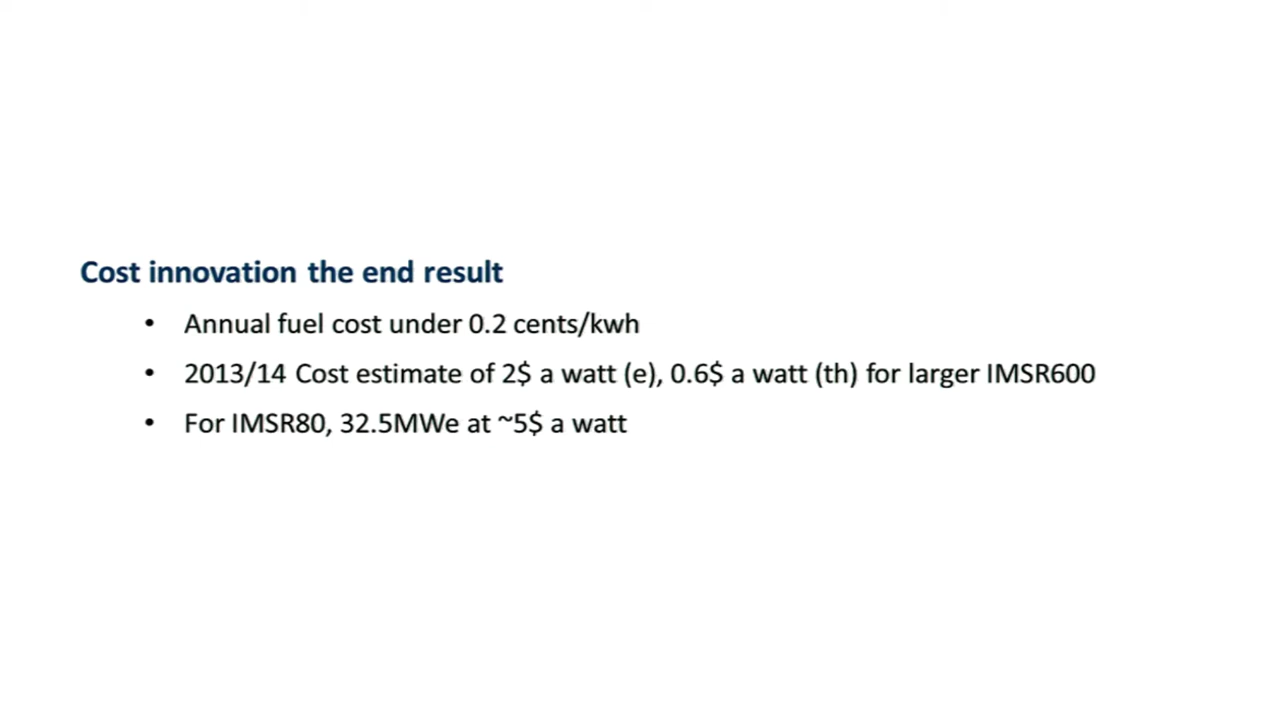 Cost innovation the end result
• Annual fuel cost under 0.2 cents/kwh
• 2013/14 Cost estimate of 2$ a watt (e), 0.6$ a watt (th) for larger IMSR600
• For IMSR80, 32.5MWe at ~5$ a watt